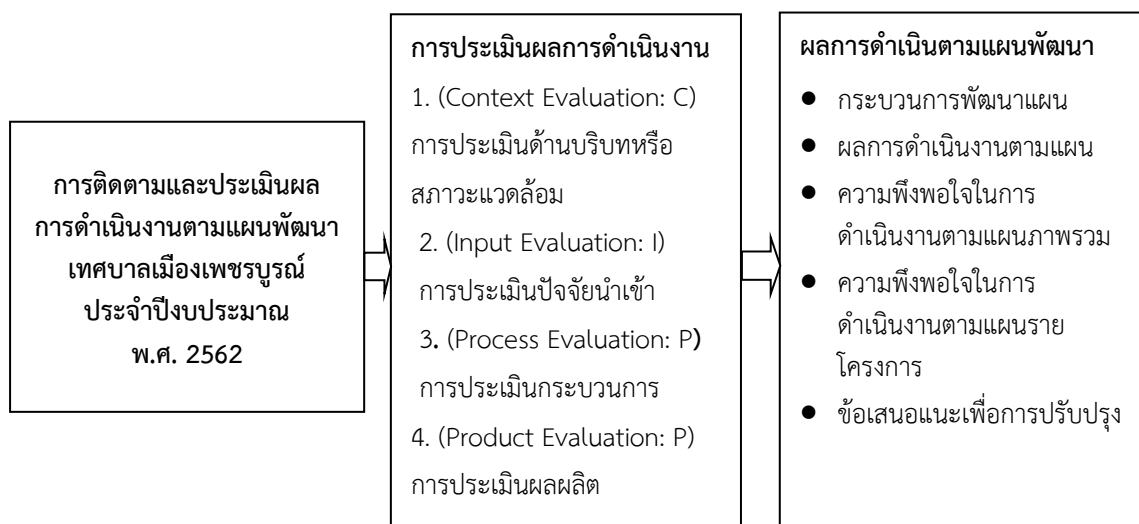 การติดตามและประเมินผล
การดำเนินงานตามแผนพัฒนา
เทศบาลเมืองเพชรบูรณ์
ประจำปีงบประมาณ
พ.ศ. 2562
การประเมินผลการดำเนินงาน
1. (Context Evaluation: C)
การประเมินด้านบริบทหรือ
สภาวะแวดล้อม
2. (Input Evaluation: I)
การประเมินปัจจัยนำเข้า
3. (Process Evaluation: P)
การประเมินกระบวนการ
4. (Product Evaluation: P)
การประเมินผลผลิต
ผลการดำเนินตามแผนพัฒนา
● กระบวนการพัฒนาแผน
● ผลการดำเนินงานตามแผน
● ความพึงพอใจในการ
ดำเนินงานตามแผนภาพรวม
● ความพึงพอใจในการ
ดำเนินงานตามแผนราย
โครงการ
● ข้อเสนอแนะเพื่อการปรับปรุง